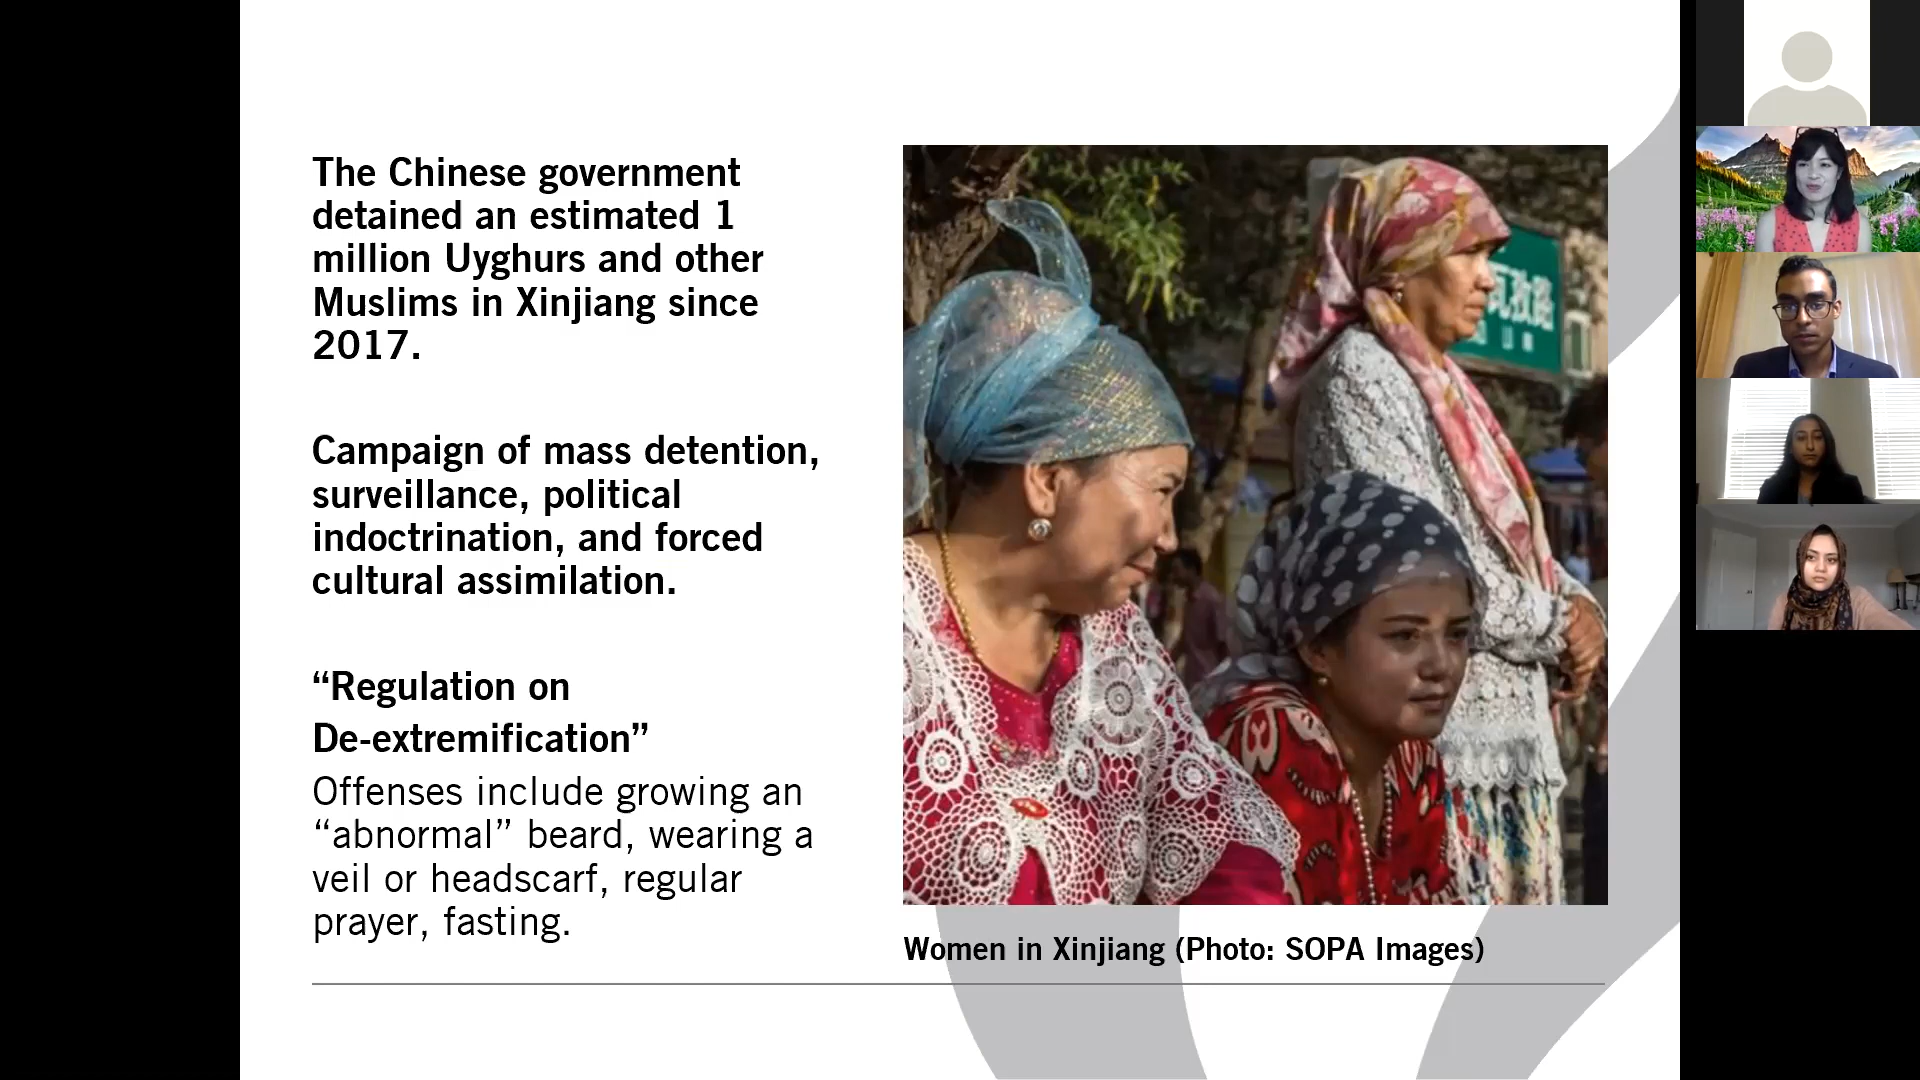 The Chinese government
detained an estimated 1
million Uyghurs and other
Muslims in Xinjiang since
2017.
Campaign of mass detention,
surveillance, political
indoctrination, and forced
cultural assimilation.
“Regulation on
De-extremification”
Offenses include growing an
“abnormal” beard, wearing a
veil or headscarf, regular
prayer, fasting.
Women in Xinjiang (Photo: SOPA Images)